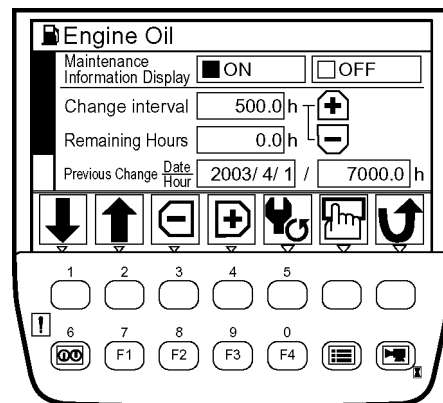 Engine Oil
Maintenance
Information Display ON OFF
Change interval 500.0 h
Remaining Hours 0.0 h
Previous Change Date
Hour 2003/ 4/ 1 / 7000.0 h
1 2 3 4 5
! 6 7 8 9 0
F1 F2 F3 F4